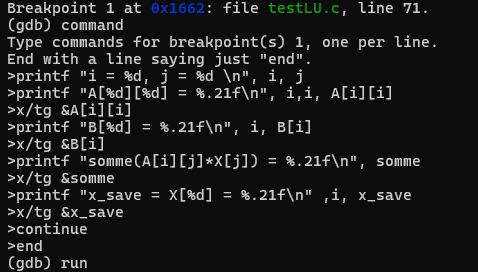 Breakpoint 1 at 0x1662: file testLU.c, line 71.
(gdb) command
Type commands for breakpoint(s) 1, one per line.
End with a line saying just "end".
>printf "i = %d, j = %d \n", i, j
>printf "A[%d][%d] = %.21f\n", i,i, A[i][i]
>x/tg &A[i][i]
>printf "B[%d] = %.21f\n", i, B[i]
>x/tg &B[i]
>printf "somme(A[i][j]*X[j]) = %.21f\n", somme
>x/tg &somme
>printf "x_save = X[%d] = %.21f\n" ,i, x_save
>x/tg &x_save
>continue
>end
(gdb) run